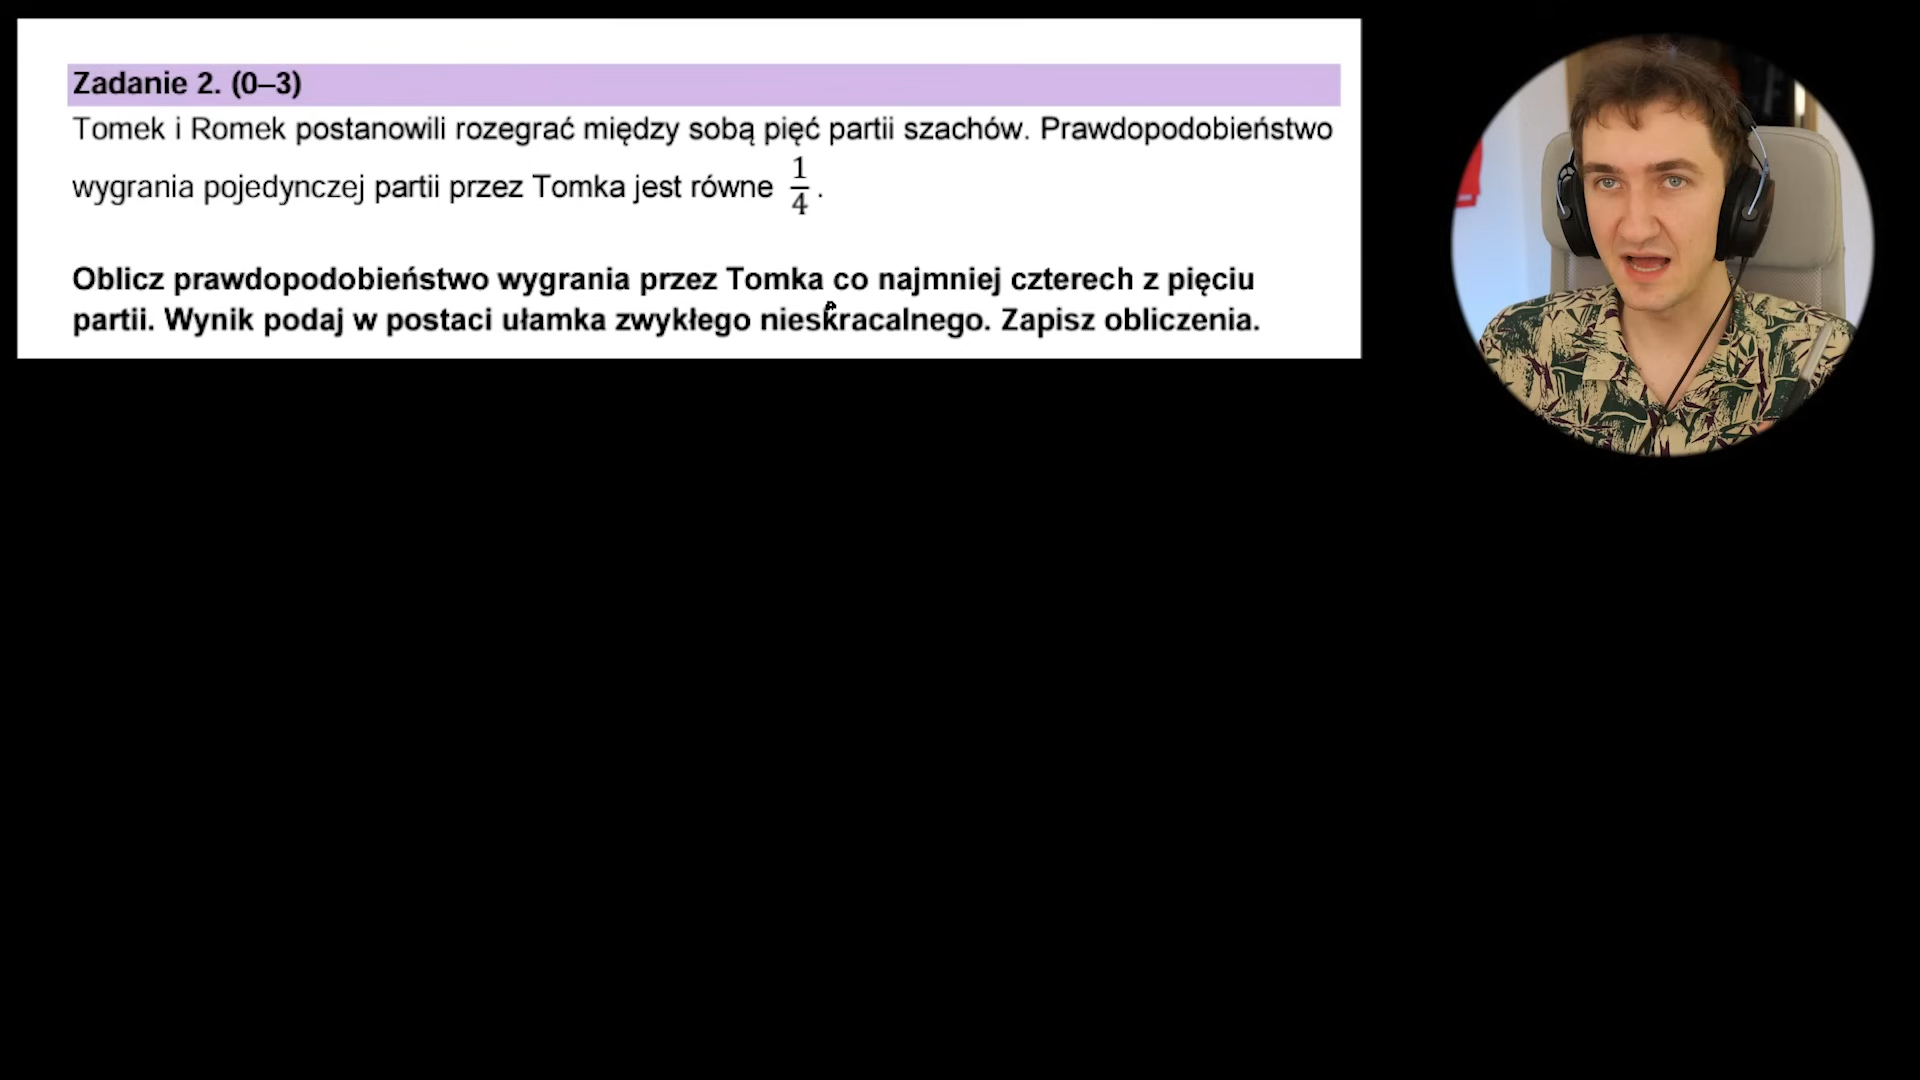 Zadanie 2. (0–3)
Tomek i Romek postanowili rozegrać między sobą pięć partii szachów. Prawdopodobieństwo
wygrania pojedynczej partii przez Tomka jest równe 1/4 .
Oblicz prawdopodobieństwo wygrania przez Tomka co najmniej czterech z pięciu
partii. Wynik podaj w postaci ułamka zwykłego nieskracalnego. Zapisz obliczenia.